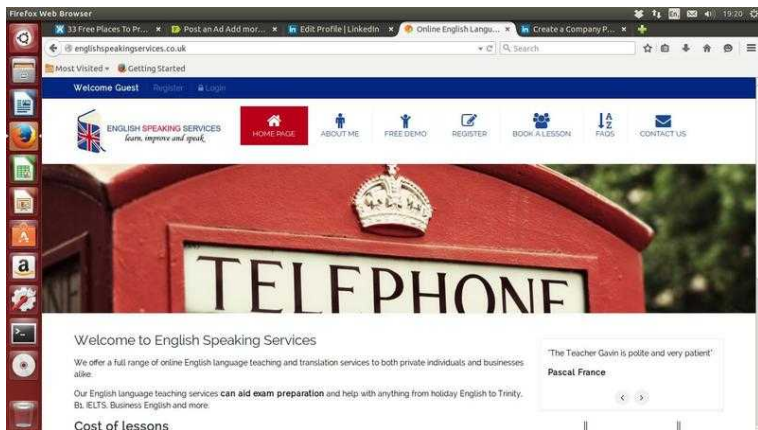 Firefox Web Browser
19:20
33 Free Places To Pr...
Post an Ad Add mor...
Edit Profile | LinkedIn
Online English Langu...
Create a Company P...
englishspeakingservices.co.uk
Search
Most Visited
Getting Started
Welcome Guest
Register
Login
ENGLISH SPEAKING SERVICES
learn, improve and speak
HOME PAGE
ABOUT ME
FREE DEMO
REGISTER
BOOK A LESSON
FAQS
CONTACT US
TELEPHONE
Welcome to English Speaking Services
We offer a full range of online English language teaching and translation services to both private individuals and businesses
alike.
Our English language teaching services can aid exam preparation and help with anything from holiday English to Trinity,
B1, IELTS, Business English and more.
Cost of lessons
'The Teacher Gavin is polite and very patient'
Pascal France